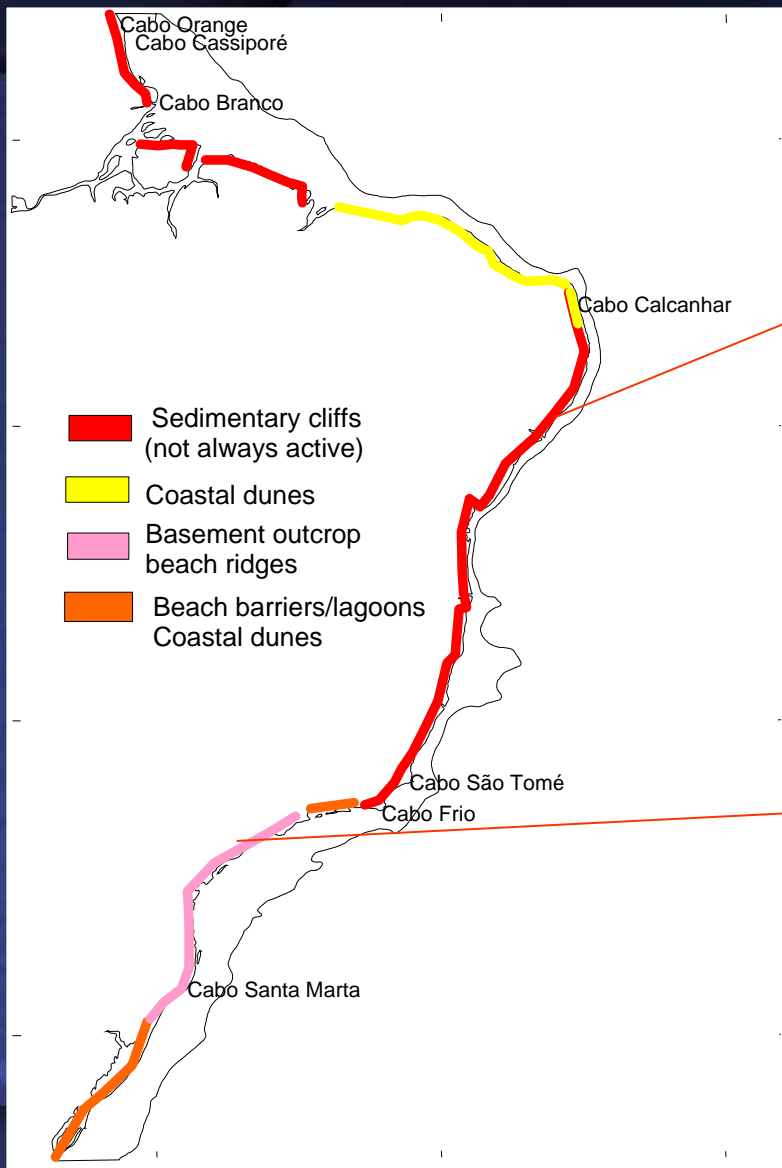 Cabo Orange
Cabo Cassiporé
Cabo Branco
Cabo Calcanhar
Sedimentary cliffs
(not always active)
Coastal dunes
Basement outcrop
beach ridges
Beach barriers/lagoons
Coastal dunes
Cabo São Tomé
Cabo Frio
Cabo Santa Marta